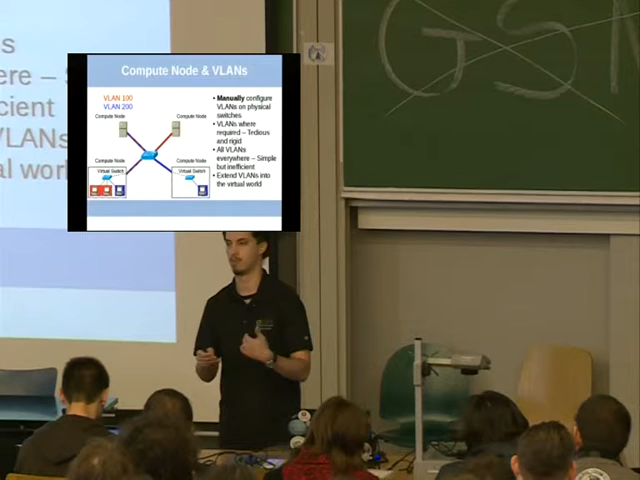 s
ere – s
cient
VLANs
al worl
GSM
Compute Node & VLANs
VLAN 100
VLAN 200
Compute Node
Compute Node
Compute Node
Compute Node
Virtual Switch
Virtual Switch
• Manually configure
VLANs on physical
switches
• VLANs where
required – Tedious
and rigid
• All VLANs
everywhere – Simple
but inefficient
• Extend VLANs into
the virtual world